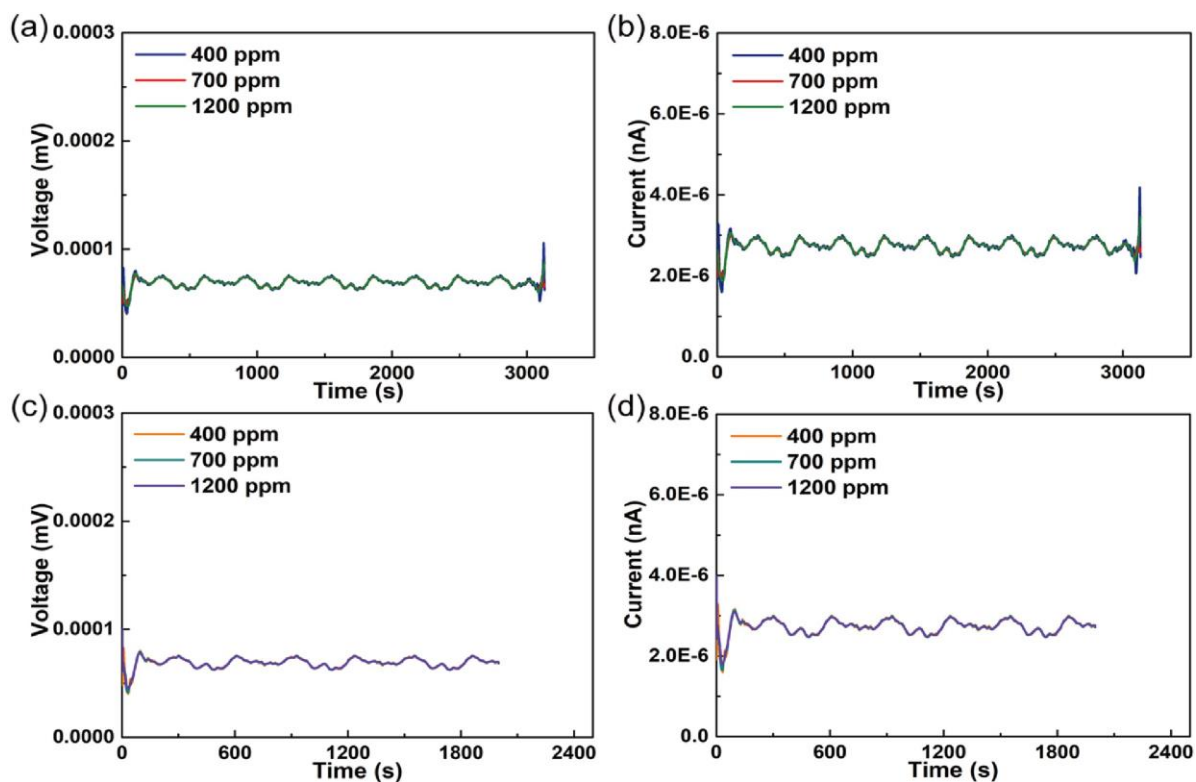 (a)
0.0003
0.0002
0.0001
0.0000
Voltage (mV)
400 ppm
700 ppm
1200 ppm
0 1000 2000 3000
Time (s)
(b)
8.0E-6
6.0E-6
4.0E-6
2.0E-6
0.0
Current (nA)
400 ppm
700 ppm
1200 ppm
0 1000 2000 3000
Time (s)
(c)
0.0003
0.0002
0.0001
0.0000
Voltage (mV)
400 ppm
700 ppm
1200 ppm
0 600 1200 1800 2400
Time (s)
(d)
8.0E-6
6.0E-6
4.0E-6
2.0E-6
0.0
Current (nA)
400 ppm
700 ppm
1200 ppm
0 600 1200 1800 2400
Time (s)